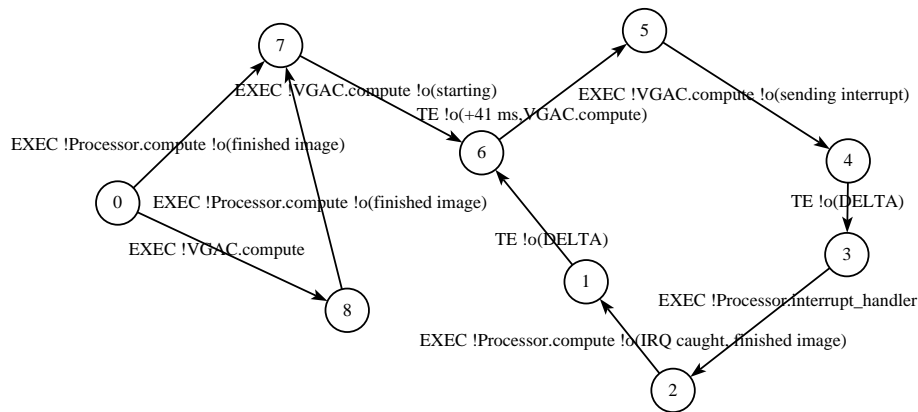 5
7
EXEC !VGAC.compute !o(starting)
EXEC !VGAC.compute !o(sending interrupt)
TE !o(+41 ms,VGAC.compute)
EXEC !Processor.compute !o(finished image)
6
4
0
EXEC !Processor.compute !o(finished image)
TE !o(DELTA)
EXEC !VGAC.compute
TE !o(DELTA)
3
1
8
EXEC !Processor.interrupt_handler
EXEC !Processor.compute !o(IRQ caught, finished image)
2